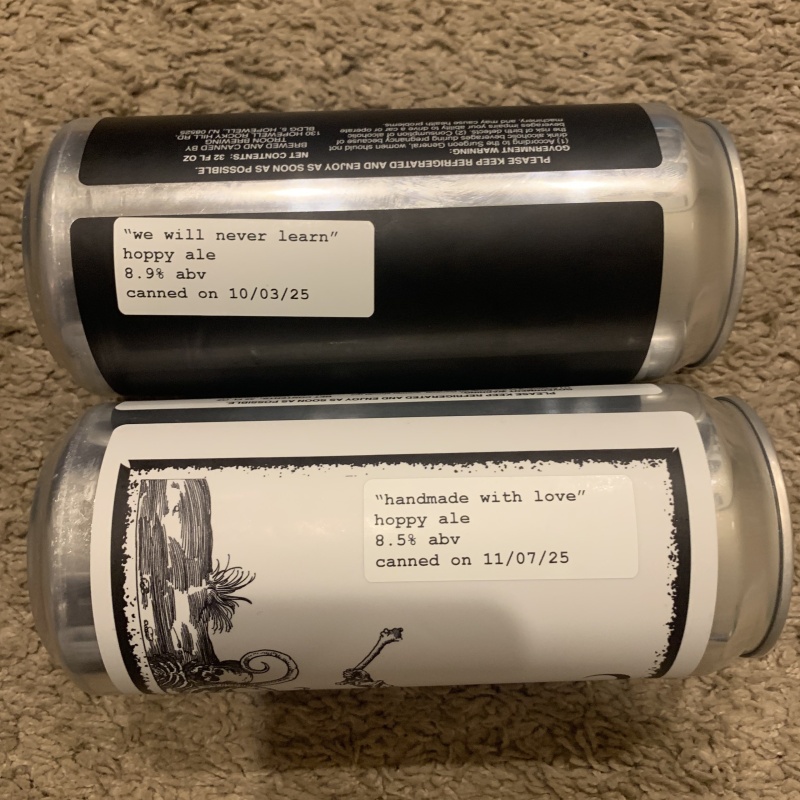 PLEASE KEEP REFRIGERATED AND ENJOY AS SOON AS POSSIBLE.
GOVERNMENT WARNING:
(1) According to the Surgeon General, women should not
drink alcoholic beverages during pregnancy because of
the risk of birth defects. (2) Consumption of alcoholic
beverages impairs your ability to drive a car or operate
machinery, and may cause health problems.
NET CONTENTS: 32 FL OZ
BREWED AND CANNED BY
TROON BREWING
130 HOPEWELL ROCKY HILL RD.
BLDG 5, HOPEWELL NJ 08525
"we will never learn"
hoppy ale
8.9% abv
canned on 10/03/25
PLEASE KEEP REFRIGERATED AND ENJOY AS SOON AS POSSIBLE.
"handmade with love"
hoppy ale
8.5% abv
canned on 11/07/25